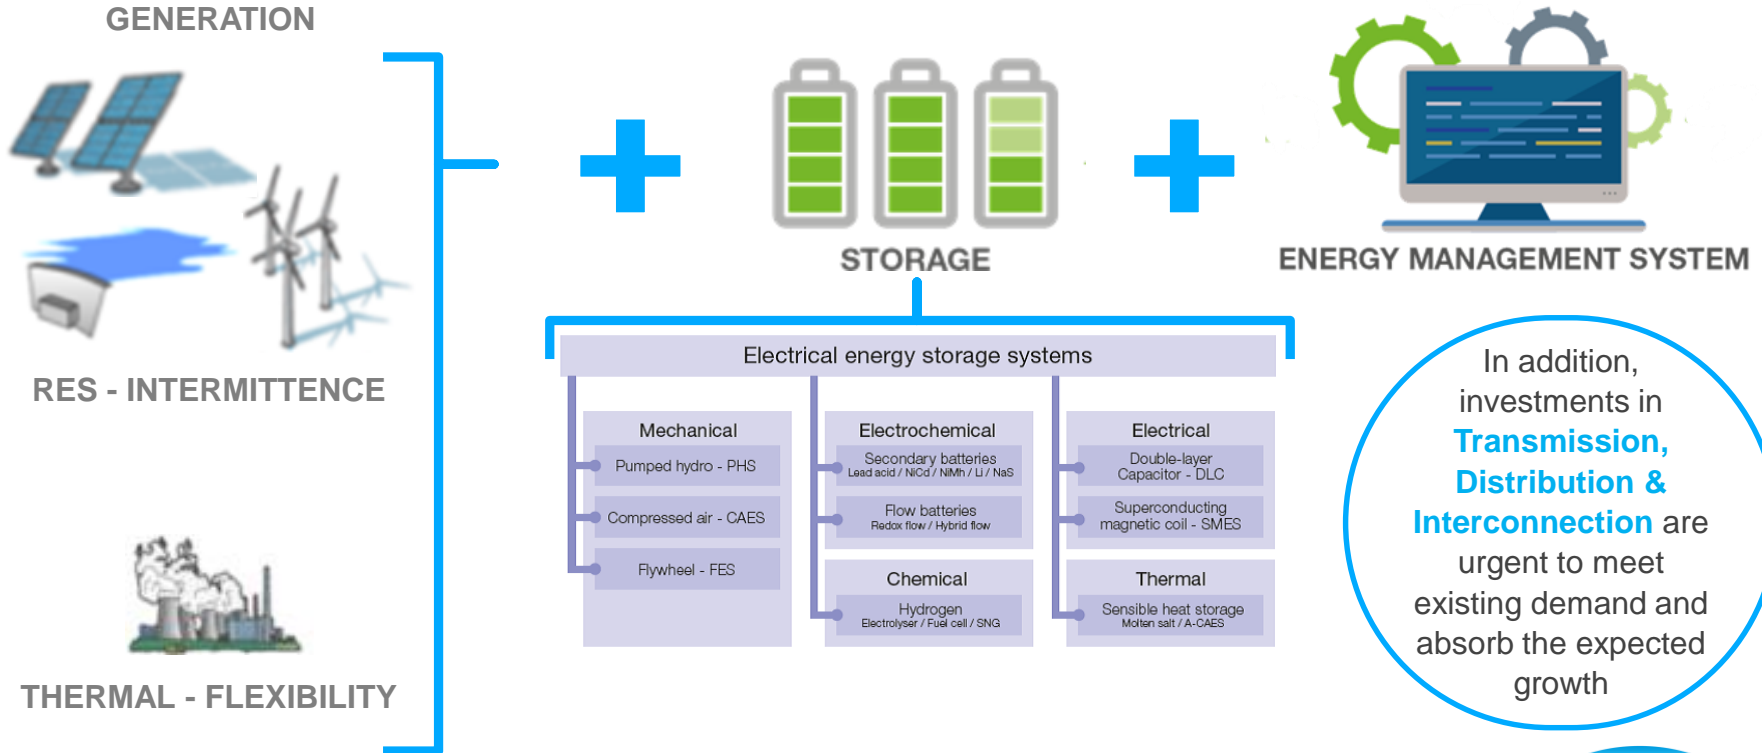 GENERATION
RES - INTERMITTENCE
THERMAL - FLEXIBILITY
STORAGE
ENERGY MANAGEMENT SYSTEM
Electrical energy storage systems
Mechanical
Pumped hydro - PHS
Compressed air - CAES
Flywheel - FES
Electrochemical
Secondary batteries
Lead acid / NiCd / NiMh / Li / NaS
Flow batteries
Redox flow / Hybrid flow
Chemical
Hydrogen
Electrolyser / Fuel cell / SNG
Electrical
Double-layer
Capacitor - DLC
Superconducting
magnetic coil - SMES
Thermal
Sensible heat storage
Molten salt / A-CAES
In addition,
investments in
Transmission,
Distribution &
Interconnection are
urgent to meet
existing demand and
absorb the expected
growth